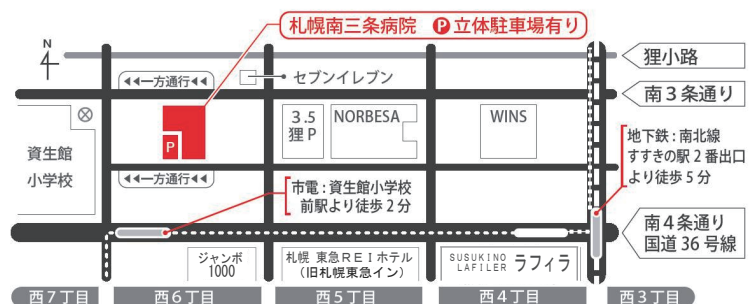 札幌南三条病院 P立体駐車場有り
N
狸小路
◀◀一方通行◀◀
セブンイレブン
南3条通り
3.5
狸P
NORBESA
WINS
P
資生館
小学校
地下鉄:南北線
すすきの駅2番出口
より徒歩5分
◀◀一方通行◀◀
市電:資生館小学校
前駅より徒歩2分
南4条通り
国道36号線
ジャンボ
1000
札幌 東急REIホテル
(旧札幌東急イン)
SUSUKINO
LAFILER ラフィラ
西7丁目
西6丁目
西5丁目
西4丁目
西3丁目